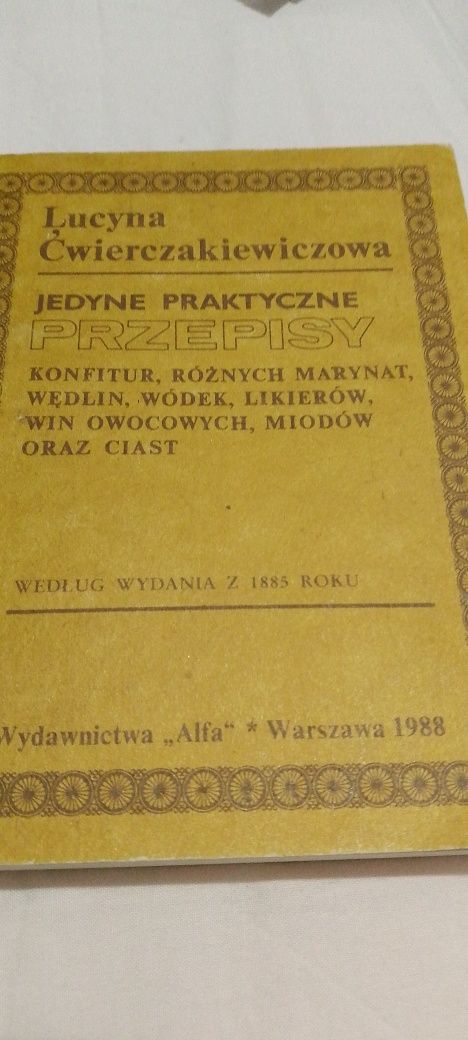 Lucyna
Ćwierczakiewiczowa
JEDYNE PRAKTYCZNE
PRZEPISY
KONFITUR, RÓŻNYCH MARYNAT,
WĘDLIN, WÓDEK, LIKIERÓW,
WIN OWOCOWYCH, MIODÓW
ORAZ CIAST
WEDŁUG WYDANIA Z 1885 ROKU
Wydawnictwa „Alfa“ * Warszawa 1988